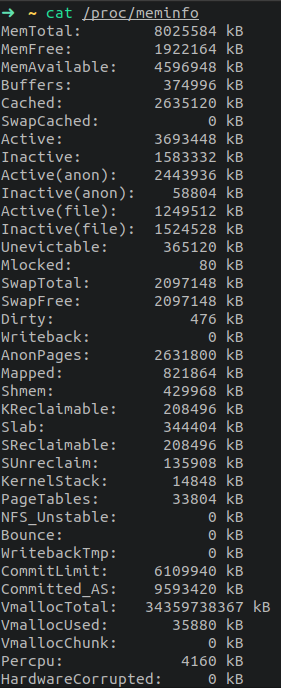 ➜ ~ cat /proc/meminfo
MemTotal: 8025584 kB
MemFree: 1922164 kB
MemAvailable: 4596948 kB
Buffers: 374996 kB
Cached: 2635120 kB
SwapCached: 0 kB
Active: 3693448 kB
Inactive: 1583332 kB
Active(anon): 2443936 kB
Inactive(anon): 58804 kB
Active(file): 1249512 kB
Inactive(file): 1524528 kB
Unevictable: 365120 kB
Mlocked: 80 kB
SwapTotal: 2097148 kB
SwapFree: 2097148 kB
Dirty: 476 kB
Writeback: 0 kB
AnonPages: 2631800 kB
Mapped: 821864 kB
Shmem: 429968 kB
KReclaimable: 208496 kB
Slab: 344404 kB
SReclaimable: 208496 kB
SUnreclaim: 135908 kB
KernelStack: 14848 kB
PageTables: 33804 kB
NFS_Unstable: 0 kB
Bounce: 0 kB
WritebackTmp: 0 kB
CommitLimit: 6109940 kB
Committed_AS: 9593420 kB
VmallocTotal: 34359738367 kB
VmallocUsed: 35880 kB
VmallocChunk: 0 kB
Percpu: 4160 kB
HardwareCorrupted: 0 kB